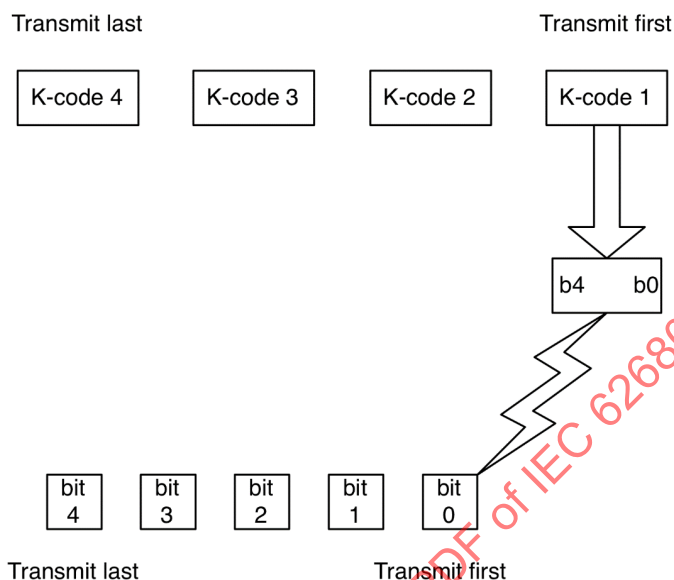 Transmit last Transmit first
K-code 4 K-code 3 K-code 2 K-code 1
b4 b0
bit bit bit bit bit
4 3 2 1 0
Transmit last Transmit first
PDF of IEC 6268